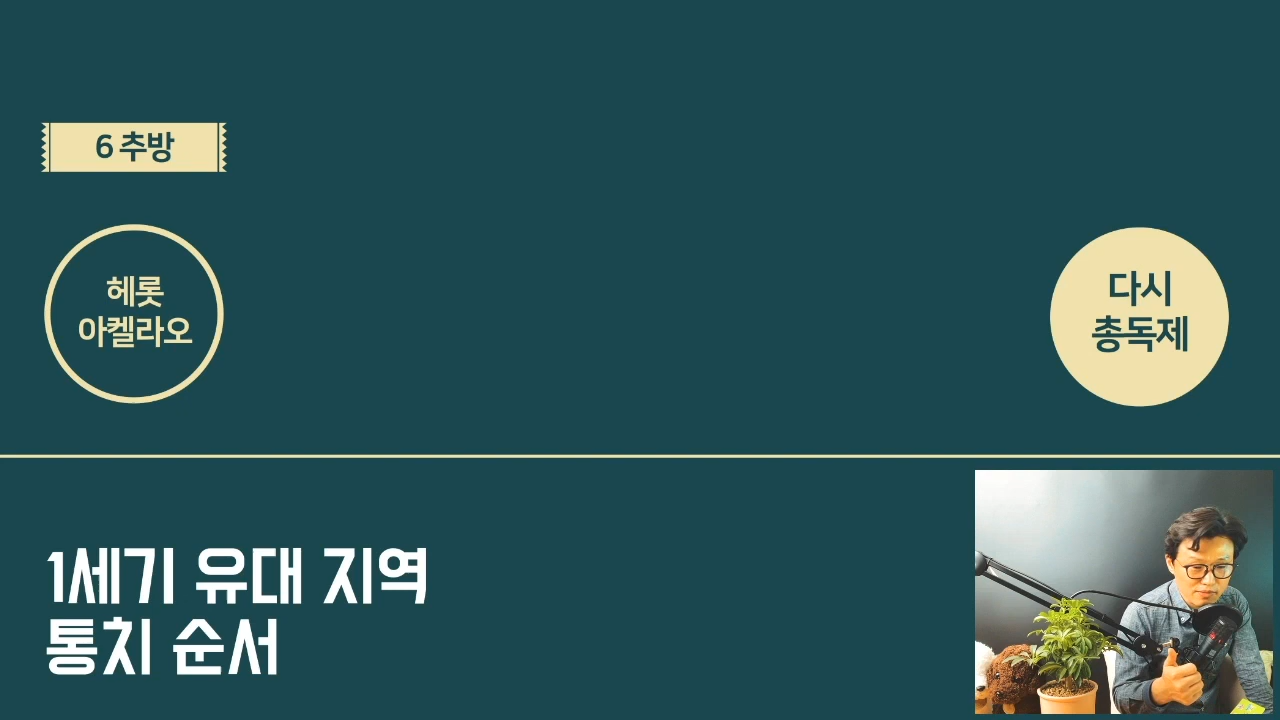 6 추방
헤롯
아켈라오
다시
총독제
1세기 유대 지역
통치 순서